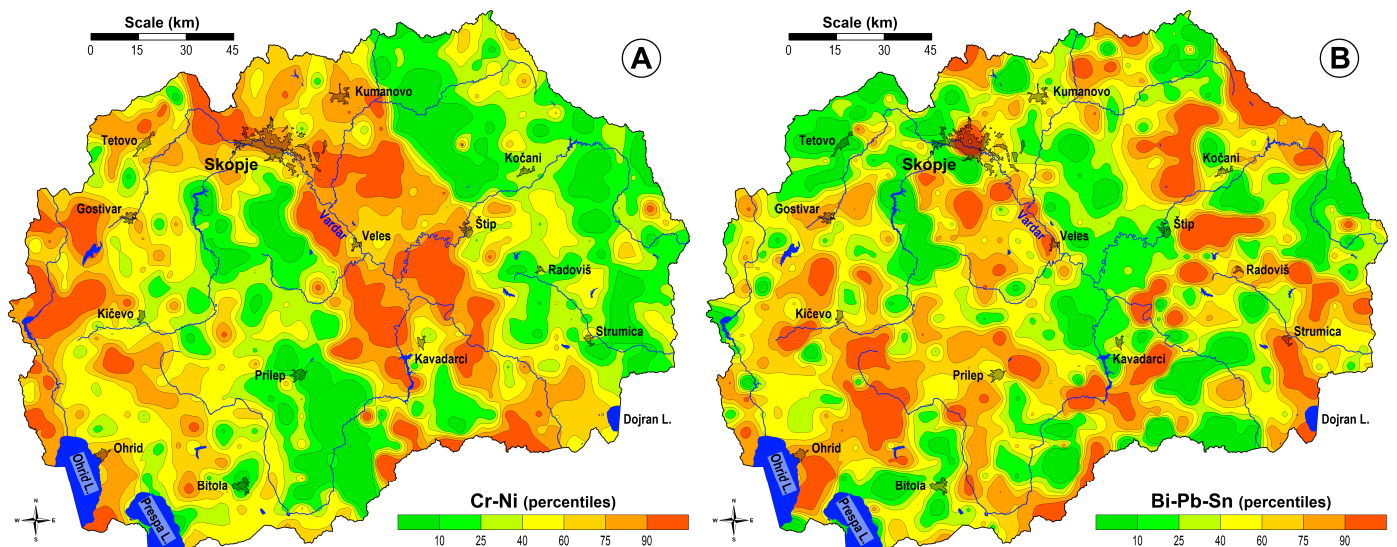 Scale (km)
0 15 30 45
A
Kumanovo
Tetovo
Skopje
Kočani
Gostivar
Vardar
Štip
Veles
Radoviš
Kičevo
Strumica
Kavadarci
Prilep
Dojran L.
Ohrid
Ohrid L.
Bitola
Prespa L.
N
W E
S
Cr-Ni (percentiles)
10 25 40 60 75 90
Scale (km)
0 15 30 45
B
Kumanovo
Tetovo
Skopje
Kočani
Gostivar
Vardar
Štip
Veles
Radoviš
Kičevo
Strumica
Kavadarci
Prilep
Dojran L.
Ohrid
Ohrid L.
Bitola
Prespa L.
N
W E
S
Bi-Pb-Sn (percentiles)
10 25 40 60 75 90